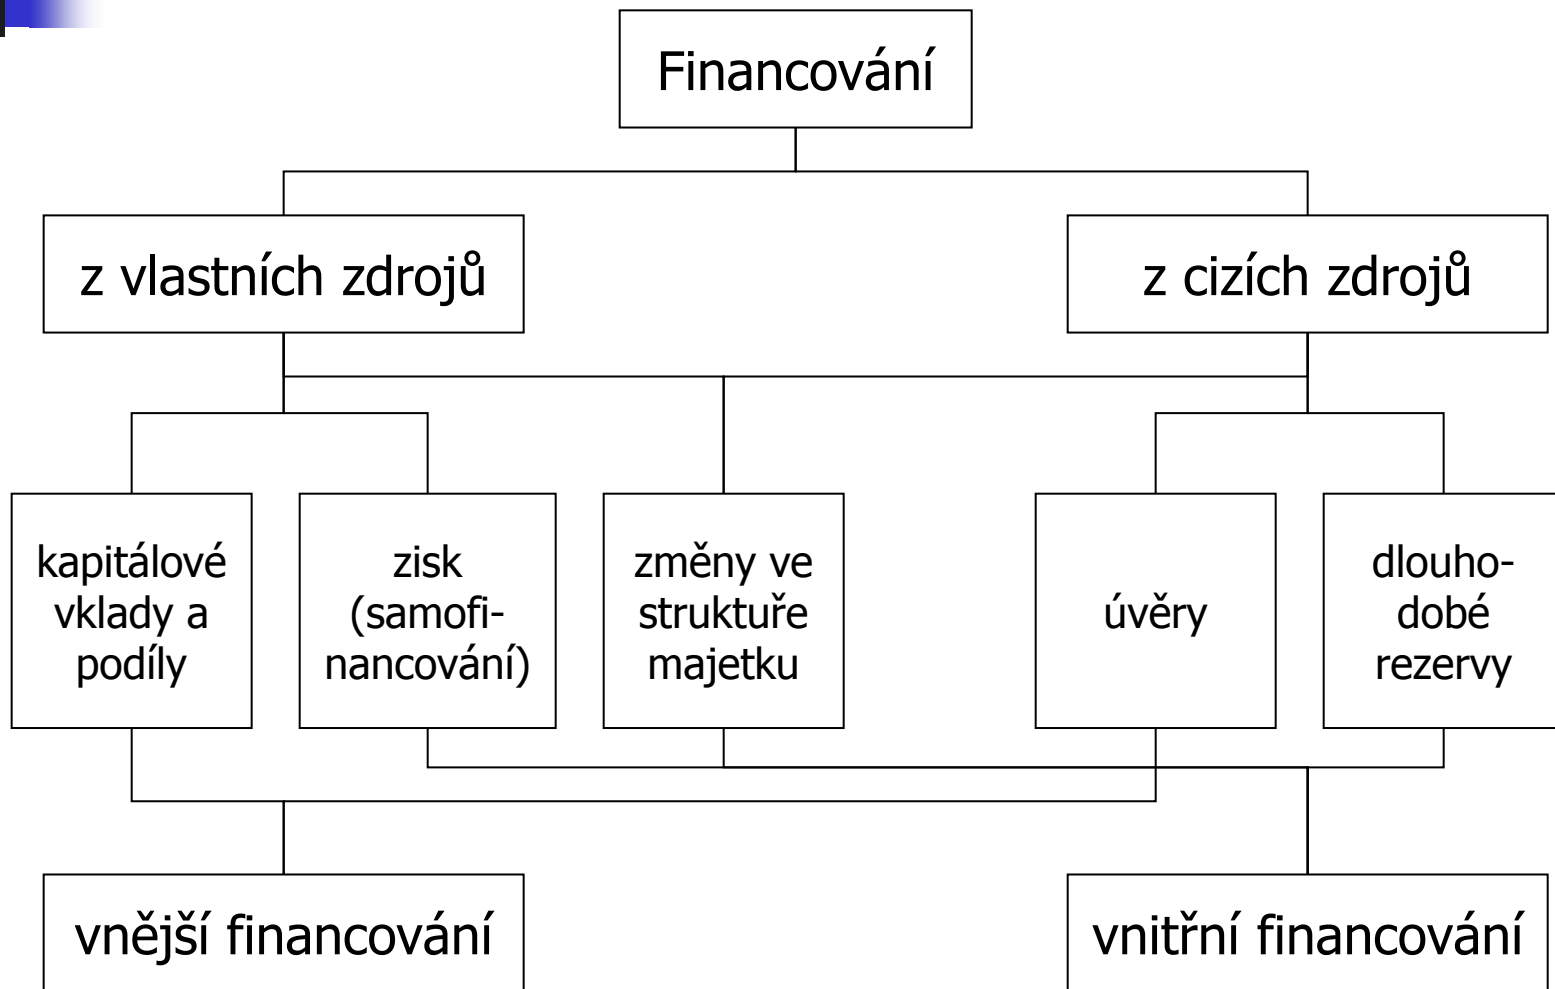 Financování
z vlastních zdrojů
z cizích zdrojů
kapitálové
vklady a
podíly
zisk
(samofi-
nancování)
změny ve
struktuře
majetku
úvěry
dlouho-
dobé
rezervy
vnější financování
vnitřní financování